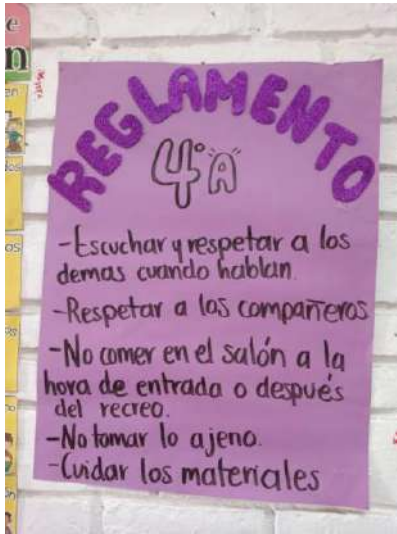 REGLAMENTO
4° "A"
-Escuchar y respetar a los
demas cuando hablan.
-Respetar a los compañeros
-No comer en el salón a la
hora de entrada o después
del recreo.
-No tomar lo ajeno.
-Cuidar los materiales